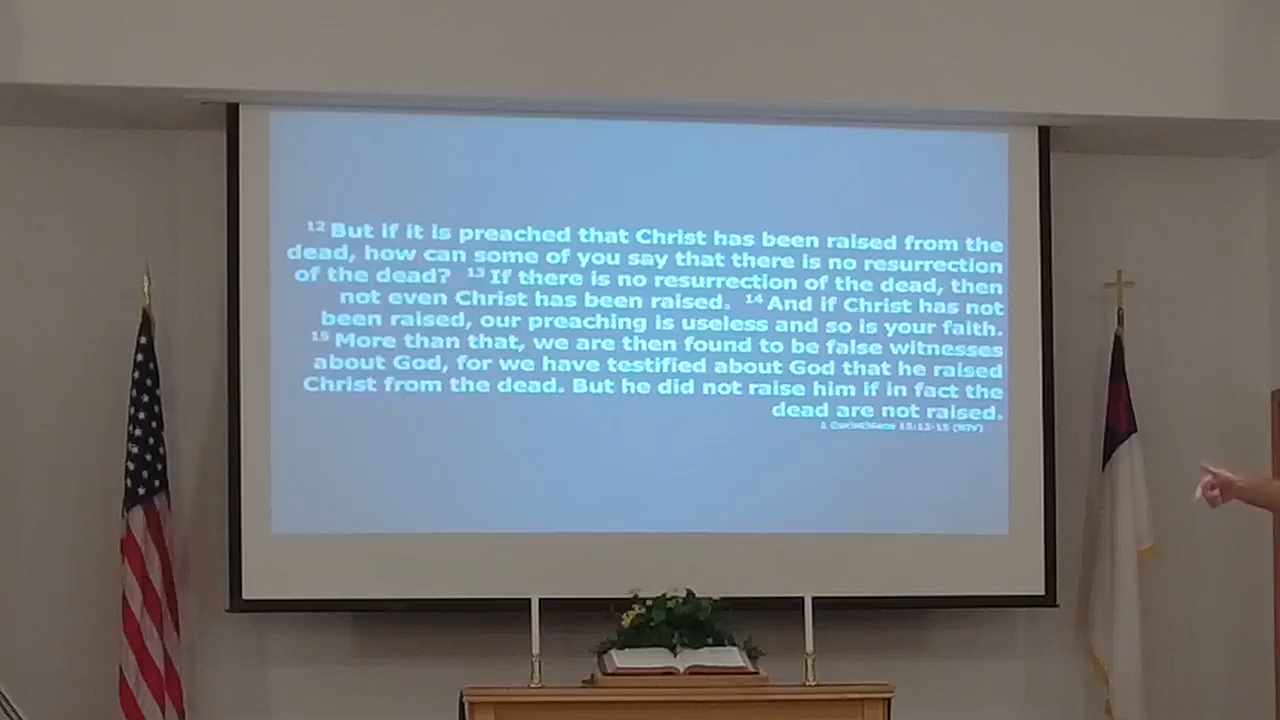 12 But if it is preached that Christ has been raised from the
dead, how can some of you say that there is no resurrection
of the dead? 13 If there is no resurrection of the dead, then
not even Christ has been raised. 14 And if Christ has not
been raised, our preaching is useless and so is your faith.
15 More than that, we are then found to be false witnesses
about God, for we have testified about God that he raised
Christ from the dead. But he did not raise him if in fact the
dead are not raised.
1 Corinthians 15:12-15 (NIV)